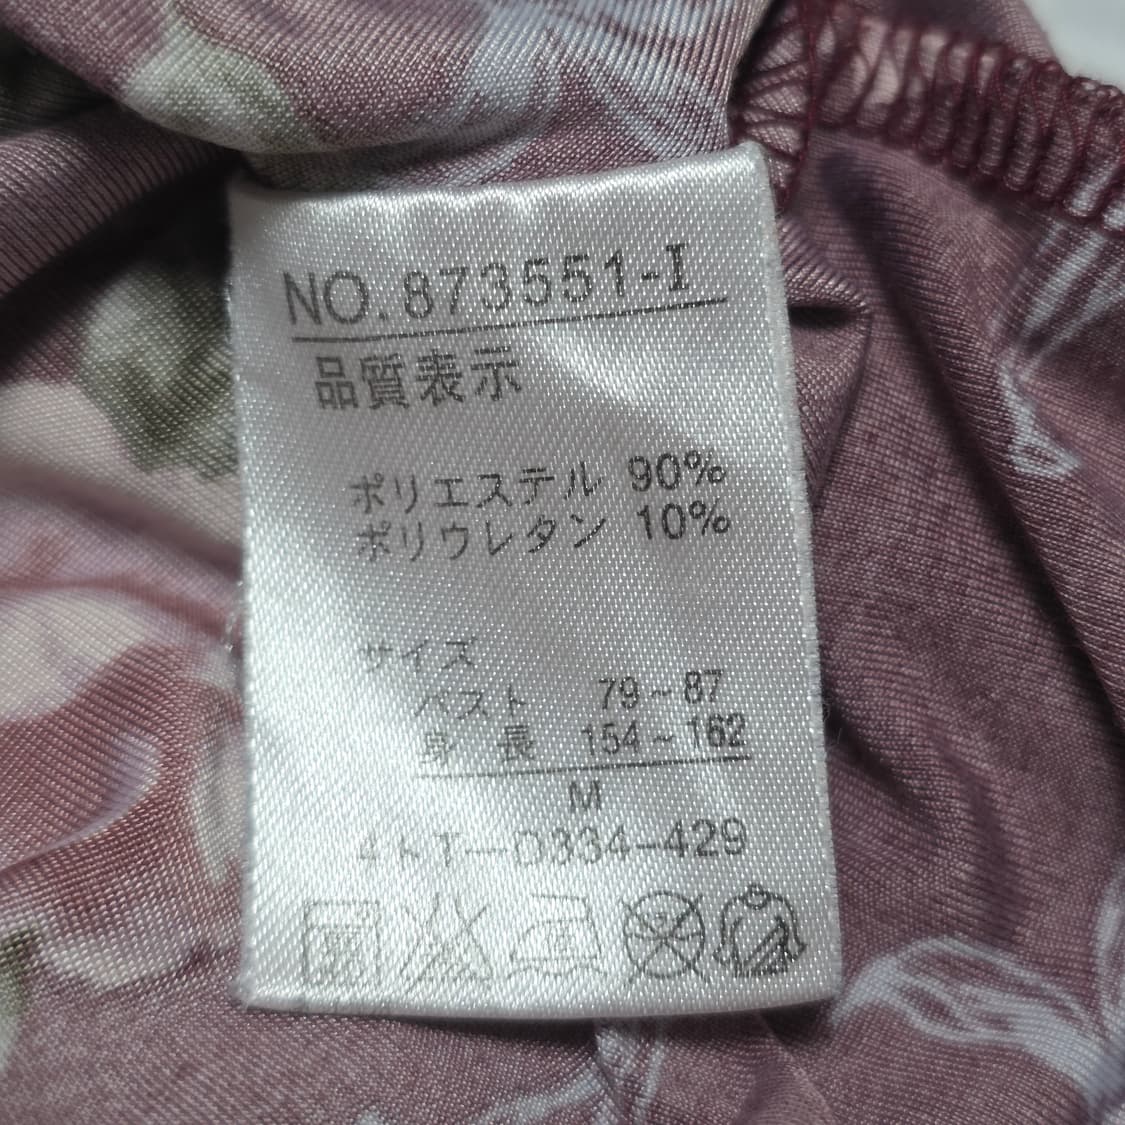 NO.873551-I
品質表示
ポリエステル 90%
ポリウレタン 10%
サイズ
バスト 79~87
身 長 154~162
M
4トT-D334-429